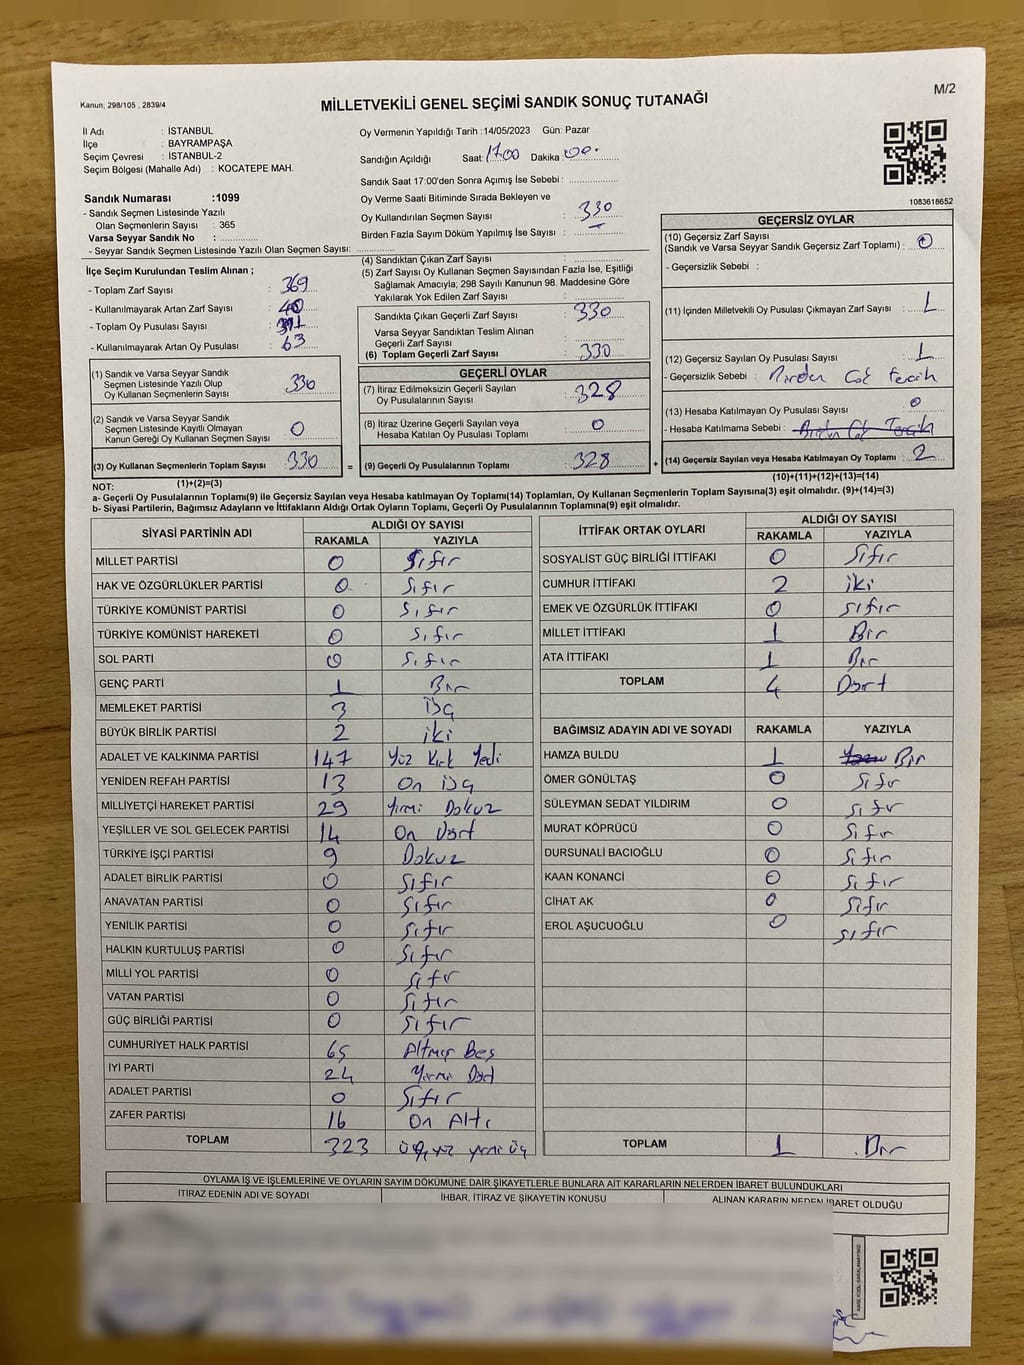 M/2
Kanun; 298/105 , 2839/4
MİLLETVEKİLİ GENEL SEÇİMİ SANDIK SONUÇ TUTANAĞI
İl Adı : İSTANBUL
İlçe : BAYRAMPAŞA
Seçim Çevresi : İSTANBUL-2
Seçim Bölgesi (Mahalle Adı) : KOCATEPE MAH.
Sandık Numarası :1099
- Sandık Seçmen Listesinde Yazılı
Olan Seçmenlerin Sayısı : 365
Varsa Seyyar Sandık No :
- Seyyar Sandık Seçmen Listesinde Yazılı Olan Seçmen Sayısı:
Oy Vermenin Yapıldığı Tarih :14/05/2023 Gün: Pazar
Sandığın Açıldığı Saat: 17.00 Dakika: 00.
Sandık Saat 17:00'den Sonra Açımış İse Sebebi :
Oy Verme Saati Bitiminde Sırada Bekleyen ve
Oy Kullandırılan Seçmen Sayısı : 330
Birden Fazla Sayım Döküm Yapılmış İse Sayısı :
1083618652
İlçe Seçim Kurulundan Teslim Alınan ;
- Toplam Zarf Sayısı : 369
- Kullanılmayarak Artan Zarf Sayısı : 40
- Toplam Oy Pusulası Sayısı :
- Kullanılmayarak Artan Oy Pusulası : 63
(1) Sandık ve Varsa Seyyar Sandık
Seçmen Listesinde Yazılı Olup
Oy Kullanan Seçmenlerin Sayısı : 330
(2) Sandık ve Varsa Seyyar Sandık
Seçmen Listesinde Kayıtlı Olmayan
Kanun Gereği Oy Kullanan Seçmen Sayısı : 0
(3) Oy Kullanan Seçmenlerin Toplam Sayısı : 330 =
(1)+(2)=(3)
(4) Sandıktan Çıkan Zarf Sayısı :
(5) Zarf Sayısı Oy Kullanan Seçmen Sayısından Fazla İse, Eşitliği
Sağlamak Amacıyla; 298 Sayılı Kanunun 98. Maddesine Göre
Yakılarak Yok Edilen Zarf Sayısı :
Sandıkta Çıkan Geçerli Zarf Sayısı : 330
Varsa Seyyar Sandıktan Teslim Alınan
Geçerli Zarf Sayısı :
(6) Toplam Geçerli Zarf Sayısı : 330
GEÇERLİ OYLAR
(7) İtiraz Edilmeksizin Geçerli Sayılan
Oy Pusulalarının Sayısı : 328
(8) İtiraz Üzerine Geçerli Sayılan veya
Hesaba Katılan Oy Pusulası Toplamı : 0
(9) Geçerli Oy Pusulalarının Toplamı : 328 +
GEÇERSİZ OYLAR
(10) Geçersiz Zarf Sayısı
(Sandık ve Varsa Seyyar Sandık Geçersiz Zarf Toplamı) : 0
- Geçersizlik Sebebi :
(11) İçinden Milletvekili Oy Pusulası Çıkmayan Zarf Sayısı : 1
(12) Geçersiz Sayılan Oy Pusulası Sayısı : 1
- Geçersizlik Sebebi : Birden Çok Tercih
(13) Hesaba Katılmayan Oy Pusulası Sayısı : 0
- Hesaba Katılmama Sebebi : Birden Çok Tercih
(14) Geçersiz Sayılan veya Hesaba Katılmayan Oy Toplamı : 2
(10)+(11)+(12)+(13)=(14)
NOT:
a- Geçerli Oy Pusulalarının Toplamı(9) ile Geçersiz Sayılan veya Hesaba katılmayan Oy Toplamı(14) Toplamları, Oy Kullanan Seçmenlerin Toplam Sayısına(3) eşit olmalıdır. (9)+(14)=(3)
b- Siyasi Partilerin, Bağımsız Adayların ve İttifakların Aldığı Ortak Oyların Toplamı, Geçerli Oy Pusulalarının Toplamına(9) eşit olmalıdır.
SİYASİ PARTİNİN ADI ALDIĞI OY SAYISI
RAKAMLA YAZIYLA
MİLLET PARTİSİ 0 Sıfır
HAK VE ÖZGÜRLÜKLER PARTİSİ 0 Sıfır
TÜRKİYE KOMÜNİST PARTİSİ 0 Sıfır
TÜRKİYE KOMÜNİST HAREKETİ 0 Sıfır
SOL PARTİ 0 Sıfır
GENÇ PARTİ 1 Bir
MEMLEKET PARTİSİ 3 Üç
BÜYÜK BİRLİK PARTİSİ 2 iki
ADALET VE KALKINMA PARTİSİ 147 Yüz Kırk Yedi
YENİDEN REFAH PARTİSİ 13 On Üç
MİLLİYETÇİ HAREKET PARTİSİ 29 Yirmi Dokuz
YEŞİLLER VE SOL GELECEK PARTİSİ 14 On Dört
TÜRKİYE İŞÇİ PARTİSİ 9 Dokuz
ADALET BİRLİK PARTİSİ 0 Sıfır
ANAVATAN PARTİSİ 0 Sıfır
YENİLİK PARTİSİ 0 Sıfır
HALKIN KURTULUŞ PARTİSİ 0 Sıfır
MİLLİ YOL PARTİSİ 0 Sıfır
VATAN PARTİSİ 0 Sıfır
GÜÇ BİRLİĞİ PARTİSİ 0 Sıfır
CUMHURİYET HALK PARTİSİ 65 Altmış Beş
İYİ PARTİ 24 Yirmi Dört
ADALET PARTİSİ 0 Sıfır
ZAFER PARTİSİ 16 On Altı
TOPLAM 323 üçyüz yirmi üç
İTTİFAK ORTAK OYLARI ALDIĞI OY SAYISI
RAKAMLA YAZIYLA
SOSYALİST GÜÇ BİRLİĞİ İTTİFAKI 0 Sıfır
CUMHUR İTTİFAKI 2 iki
EMEK VE ÖZGÜRLÜK İTTİFAKI 0 sıfır
MİLLET İTTİFAKI 1 Bir
ATA İTTİFAKI 1 Bir
TOPLAM 4 Dört
BAĞIMSIZ ADAYIN ADI VE SOYADI RAKAMLA YAZIYLA
HAMZA BULDU 1 Bir
ÖMER GÖNÜLTAŞ 0 Sıfır
SÜLEYMAN SEDAT YILDIRIM 0 Sıfır
MURAT KÖPRÜCÜ 0 Sıfır
DURSUNALİ BACIOĞLU 0 Sıfır
KAAN KONANCİ 0 Sıfır
CİHAT AK 0 Sıfır
EROL AŞUCUOĞLU 0 Sıfır
TOPLAM 1 Bir
OYLAMA İŞ VE İŞLEMLERİNE VE OYLARIN SAYIM DÖKÜMÜNE DAİR ŞİKAYETLERLE BUNLARA AİT KARARLARIN NELERDEN İBARET BULUNDUKLARI
İTİRAZ EDENİN ADI VE SOYADI İHBAR, İTİRAZ VE ŞİKAYETİN KONUSU ALINAN KARARIN NEDEN İBARET OLDUĞU